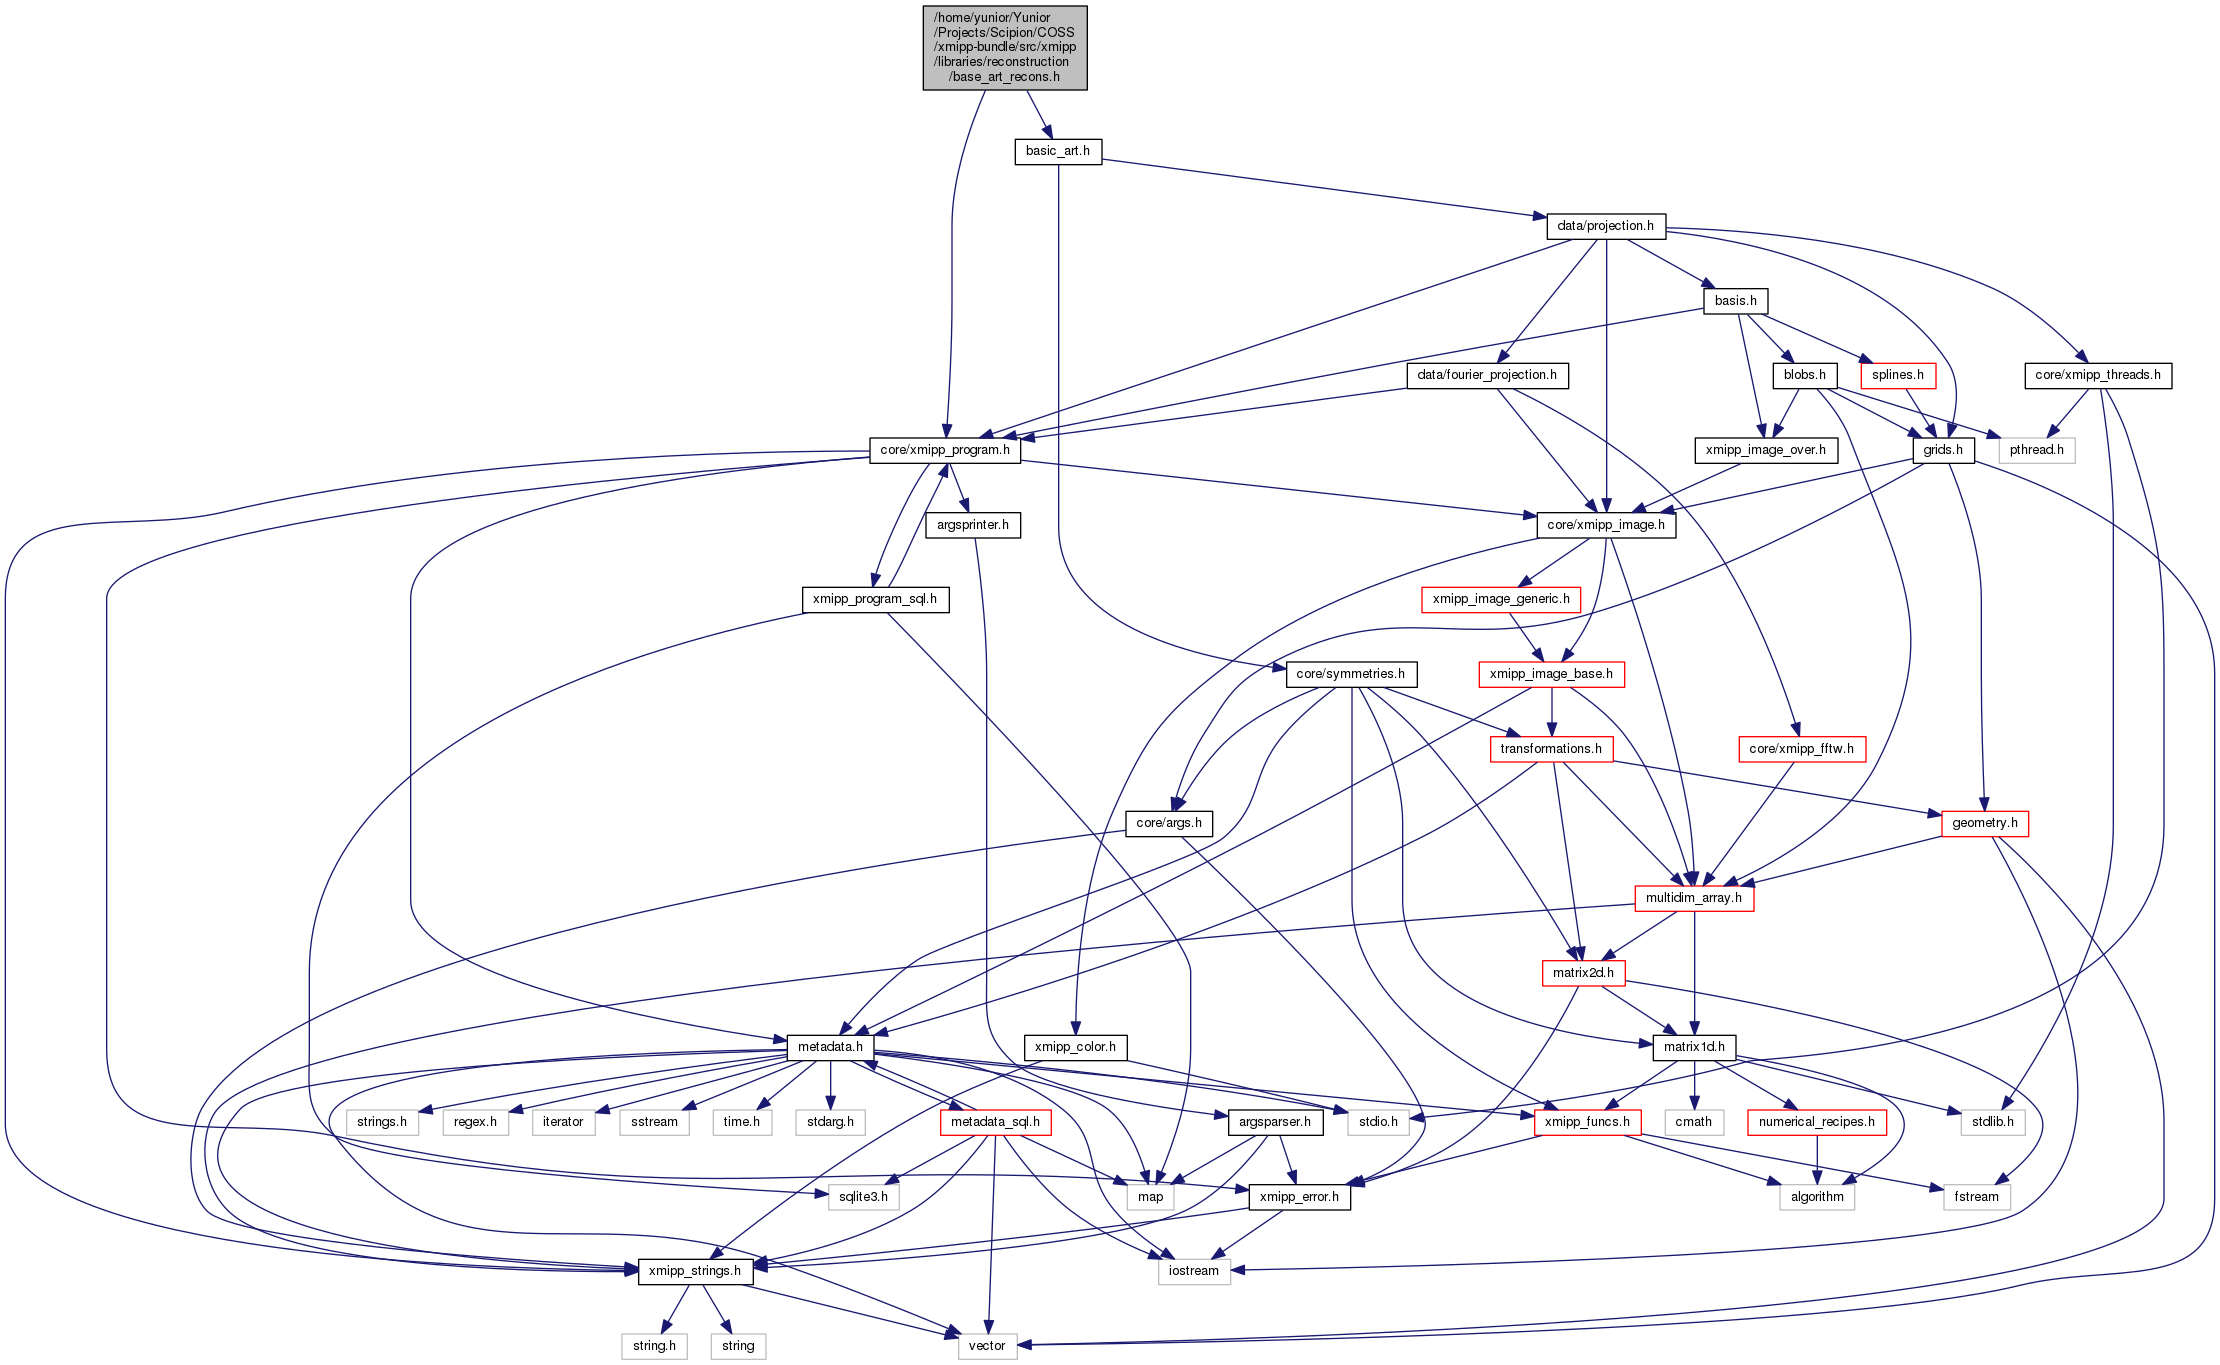 /home/yunior/Yunior
/Projects/Scipion/COSS
/xmipp-bundle/src/xmipp
/libraries/reconstruction
/base_art_recons.h
basic_art.h
data/projection.h
basis.h
data/fourier_projection.h
blobs.h
splines.h
core/xmipp_threads.h
core/xmipp_program.h
xmipp_image_over.h
grids.h
pthread.h
argsprinter.h
core/xmipp_image.h
xmipp_program_sql.h
xmipp_image_generic.h
core/symmetries.h
xmipp_image_base.h
transformations.h
core/xmipp_fftw.h
core/args.h
geometry.h
multidim_array.h
matrix2d.h
metadata.h
xmipp_color.h
matrix1d.h
strings.h
regex.h
iterator
sstream
time.h
stdarg.h
metadata_sql.h
argsparser.h
stdio.h
xmipp_funcs.h
cmath
numerical_recipes.h
stdlib.h
sqlite3.h
map
xmipp_error.h
algorithm
fstream
xmipp_strings.h
iostream
string.h
string
vector